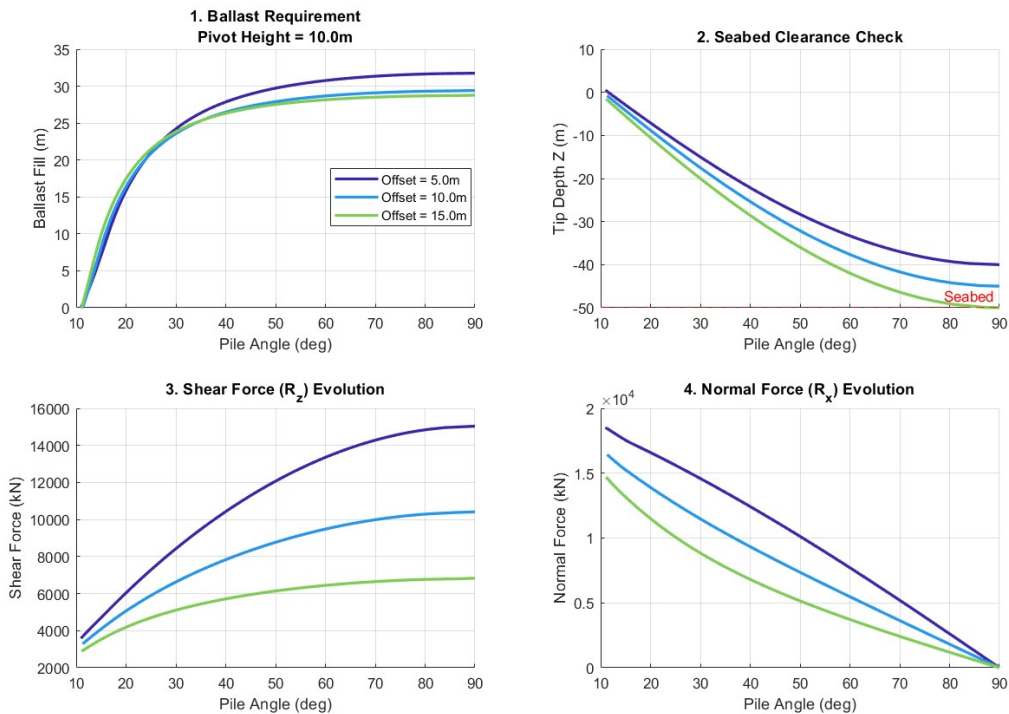 1. Ballast Requirement
Pivot Height = 10.0m
35
30
25
20
15
10
5
0
Ballast Fill (m)
Offset = 5.0m
Offset = 10.0m
Offset = 15.0m
10 20 30 40 50 60 70 80 90
Pile Angle (deg)
2. Seabed Clearance Check
10
0
-10
-20
-30
-40
-50
Tip Depth Z (m)
Seabed
10 20 30 40 50 60 70 80 90
Pile Angle (deg)
3. Shear Force (R_z) Evolution
16000
14000
12000
10000
8000
6000
4000
2000
Shear Force (kN)
10 20 30 40 50 60 70 80 90
Pile Angle (deg)
4. Normal Force (R_x) Evolution
×10^4
2
1.5
1
0.5
0
Normal Force (kN)
10 20 30 40 50 60 70 80 90
Pile Angle (deg)